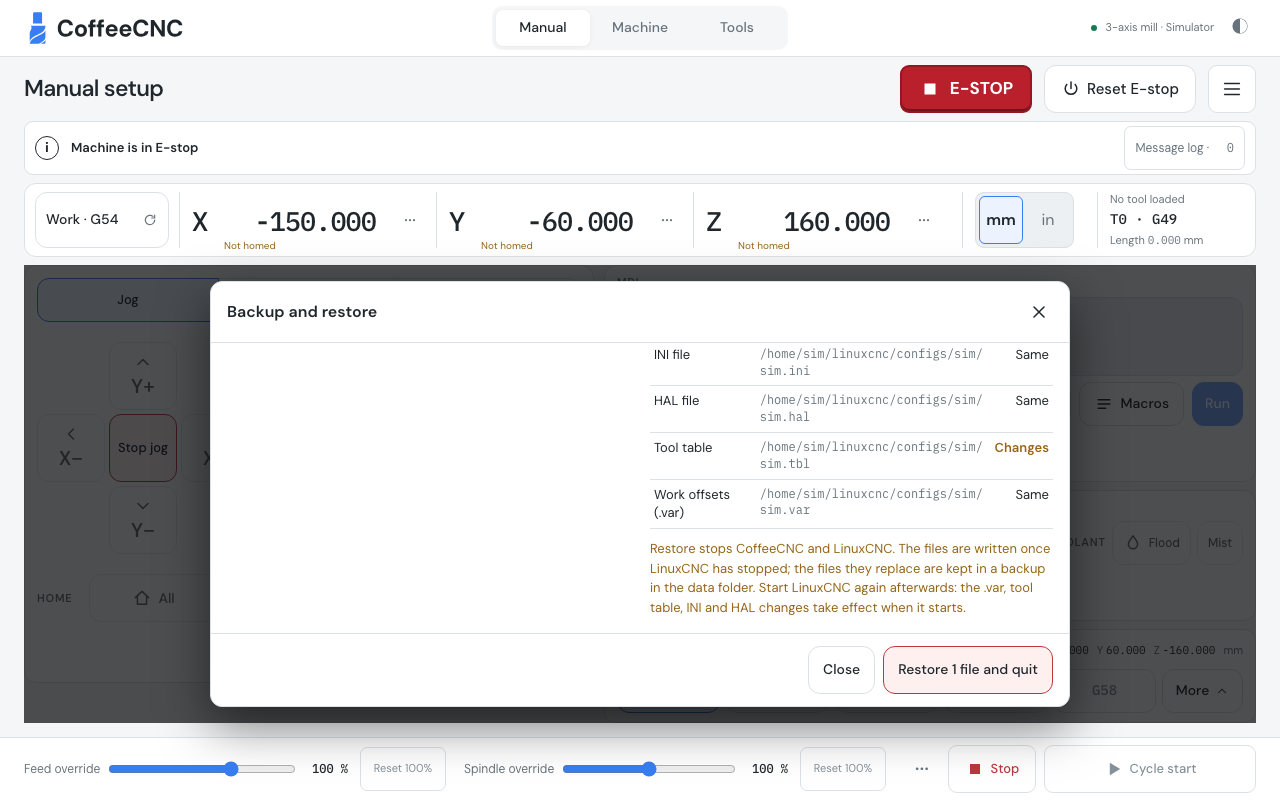 CoffeeCNC
Manual
Machine
Tools
3-axis mill · Simulator
Manual setup
E-STOP
Reset E-stop
Machine is in E-stop
Message log · 0
Work · G54
X -150.000 ···
Not homed
Y -60.000 ···
Not homed
Z 160.000 ···
Not homed
mm
in
No tool loaded
T0 · G49
Length 0.000 mm
Jog
Y+
X−
Stop jog
Y−
HOME
All
Backup and restore
INI file /home/sim/linuxcnc/configs/sim/ Same
sim.ini
HAL file /home/sim/linuxcnc/configs/sim/ Same
sim.hal
Tool table /home/sim/linuxcnc/configs/sim/ Changes
sim.tbl
Work offsets /home/sim/linuxcnc/configs/sim/ Same
(.var) sim.var
Restore stops CoffeeCNC and LinuxCNC. The files are written once
LinuxCNC has stopped; the files they replace are kept in a backup
in the data folder. Start LinuxCNC again afterwards: the .var, tool
table, INI and HAL changes take effect when it starts.
Close
Restore 1 file and quit
Macros
Run
Flood
Mist
Y 60.000 Z -160.000 mm
G58
More
Feed override 100 %
Reset 100%
Spindle override 100 %
Reset 100%
···
Stop
Cycle start